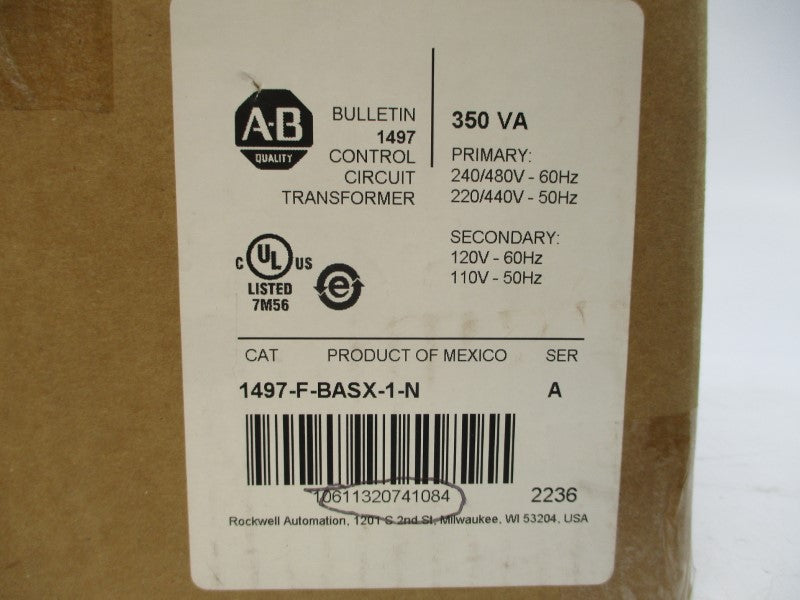 A-B
QUALITY
BULLETIN
1497
CONTROL
CIRCUIT
TRANSFORMER
350 VA
PRIMARY:
240/480V - 60Hz
220/440V - 50Hz
SECONDARY:
120V - 60Hz
110V - 50Hz
C UL US
LISTED
7M56
e
CAT PRODUCT OF MEXICO SER
1497-F-BASX-1-N A
10611320741084 2236
Rockwell Automation, 1201 S 2nd St, Milwaukee, WI 53204, USA